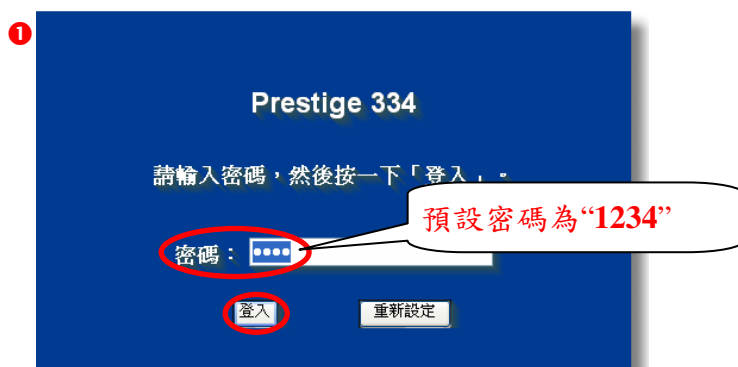 ❶
Prestige 334
請輸入密碼，然後按一下「登入」。
預設密碼為“1234”
密碼： ••••
登入 重新設定